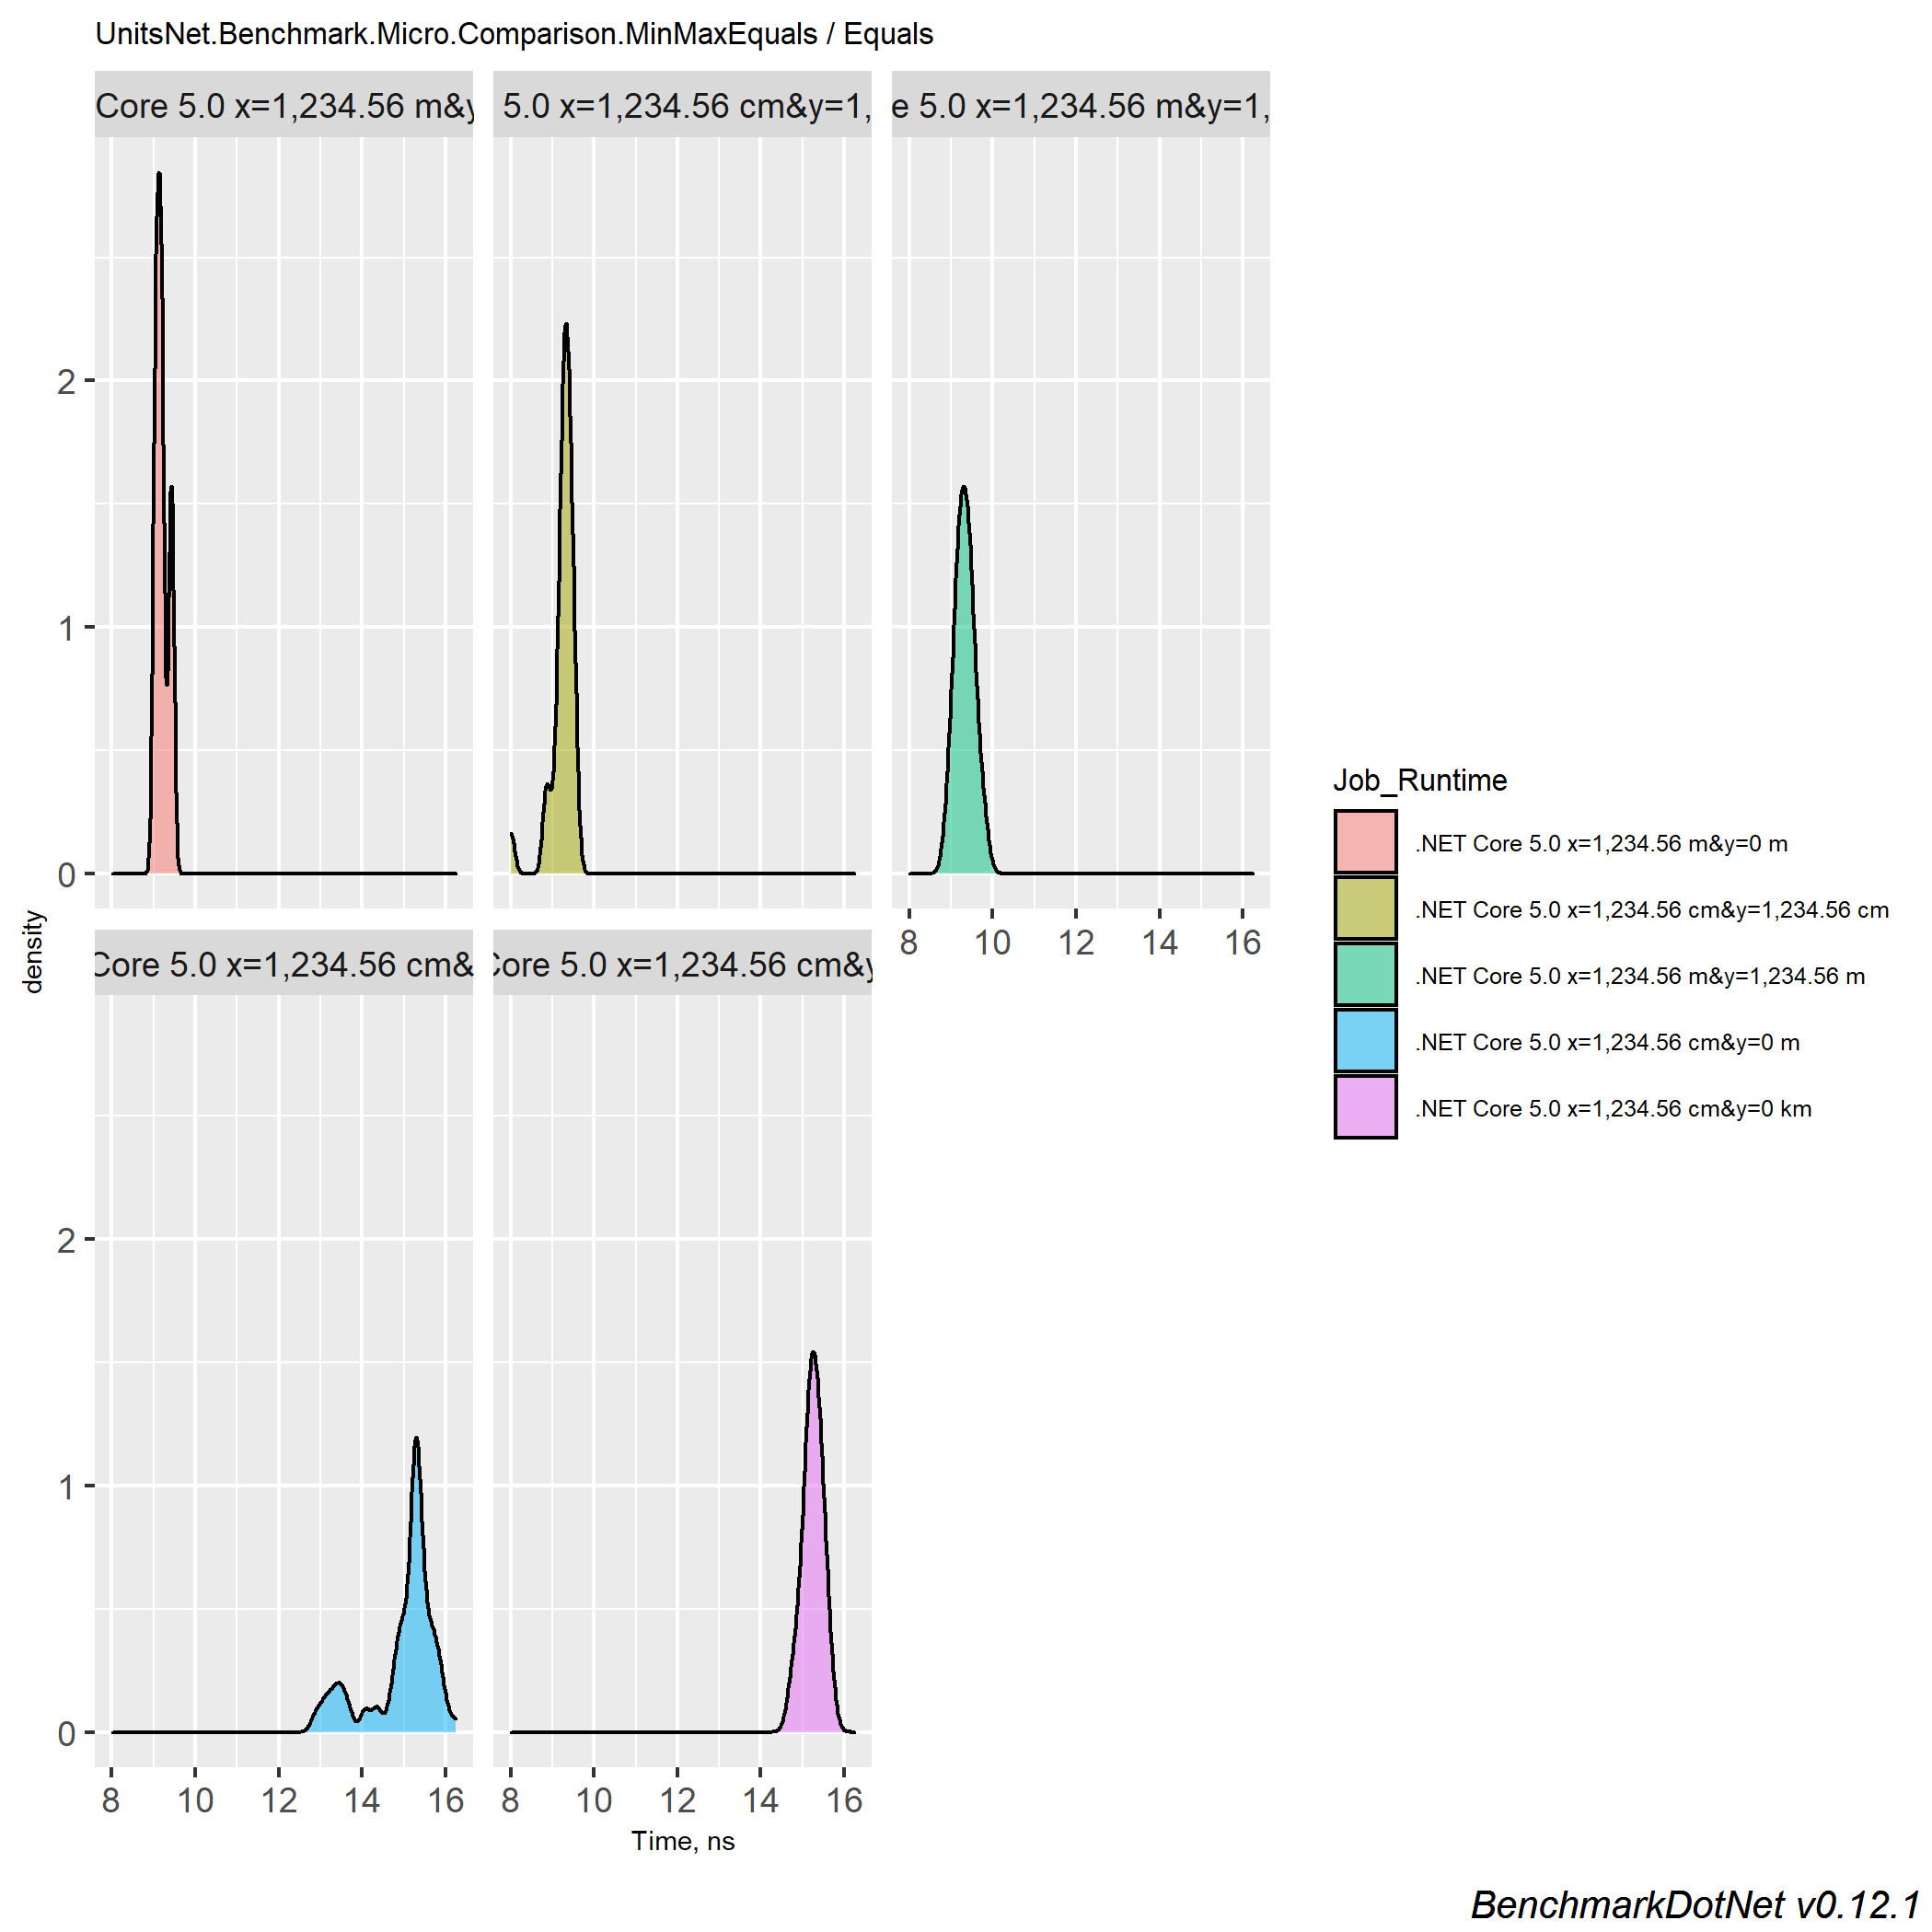 UnitsNet.Benchmark.Micro.Comparison.MinMaxEquals / Equals
Core 5.0 x=1,234.56 m&y
5.0 x=1,234.56 cm&y=1,
e 5.0 x=1,234.56 m&y=1,
2
1
0
8 10 12 14 16
Core 5.0 x=1,234.56 cm&
Core 5.0 x=1,234.56 cm&y
density
2
1
0
8 10 12 14 16
8 10 12 14 16
Time, ns
Job_Runtime
.NET Core 5.0 x=1,234.56 m&y=0 m
.NET Core 5.0 x=1,234.56 cm&y=1,234.56 cm
.NET Core 5.0 x=1,234.56 m&y=1,234.56 m
.NET Core 5.0 x=1,234.56 cm&y=0 m
.NET Core 5.0 x=1,234.56 cm&y=0 km
BenchmarkDotNet v0.12.1